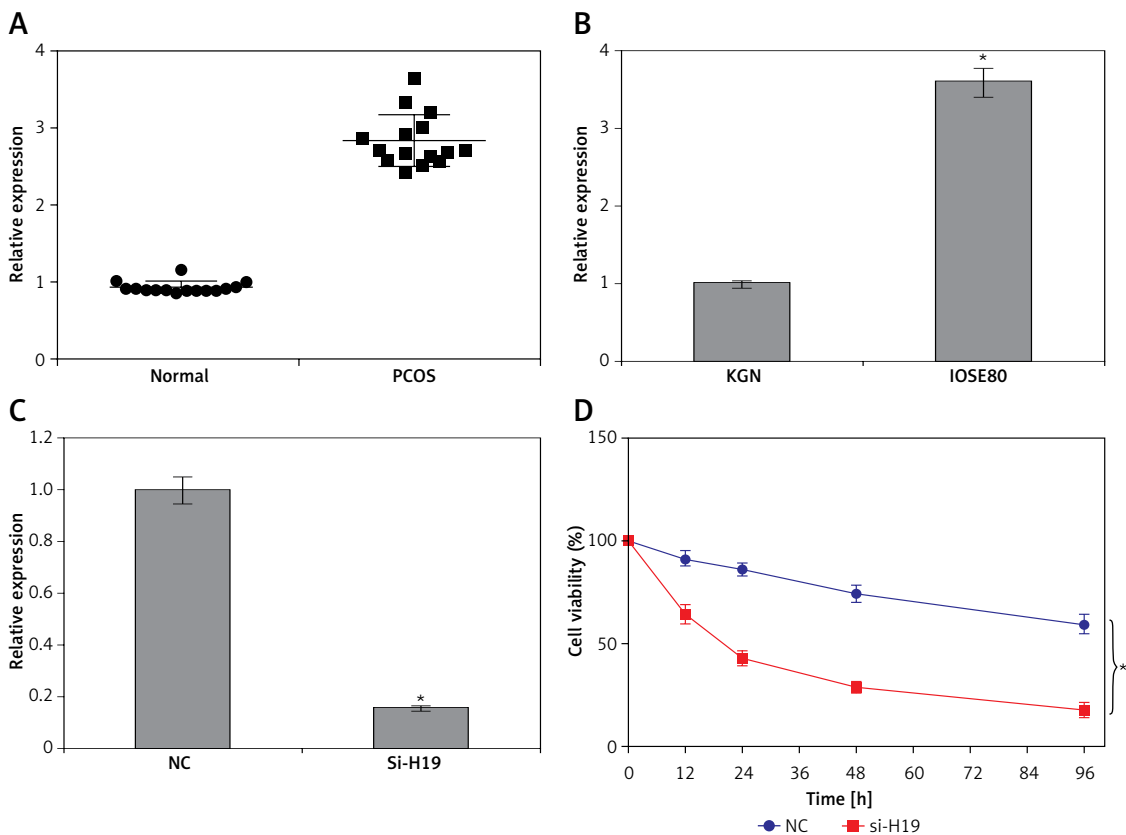 A
Relative expression
4
3
2
1
0
Normal PCOS
B
Relative expression
4
3
2
1
0
*
KGN IOSE80
C
Relative expression
1.2
1.0
0.8
0.6
0.4
0.2
0
*
NC Si-H19
D
Cell viability (%)
150
100
50
0
*
0 12 24 36 48 60 72 84 96
Time [h]
NC si-H19